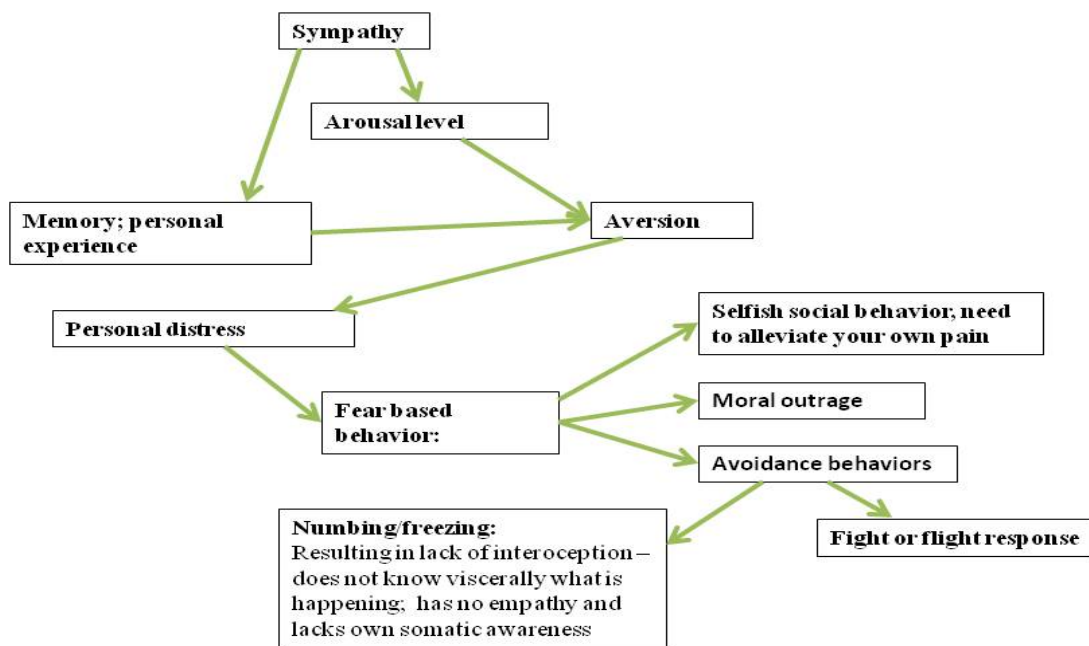 Sympathy
Arousal level
Memory; personal
experience
Aversion
Personal distress
Selfish social behavior, need
to alleviate your own pain
Fear based
behavior:
Moral outrage
Avoidance behaviors
Numbing/freezing:
Resulting in lack of interoception –
does not know viscerally what is
happening; has no empathy and
lacks own somatic awareness
Fight or flight response